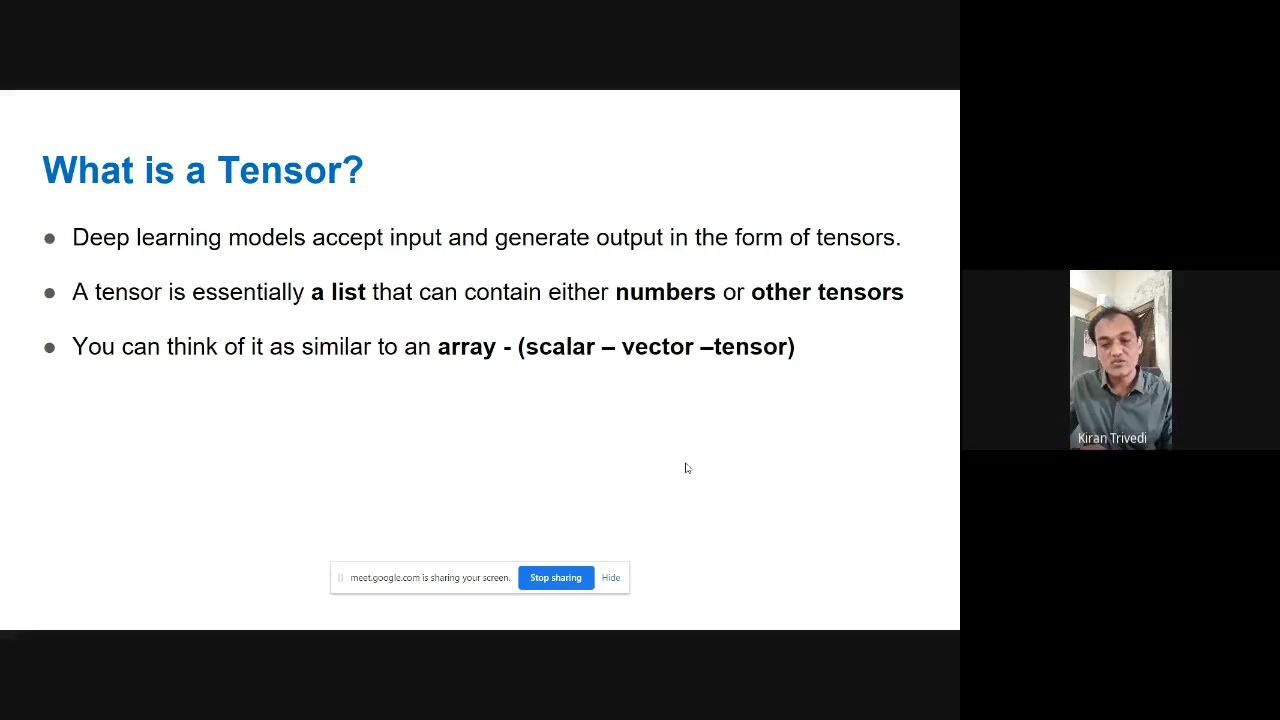 What is a Tensor?
● Deep learning models accept input and generate output in the form of tensors.
● A tensor is essentially a list that can contain either numbers or other tensors
● You can think of it as similar to an array - (scalar – vector –tensor)
Kiran Trivedi
meet.google.com is sharing your screen. Stop sharing Hide